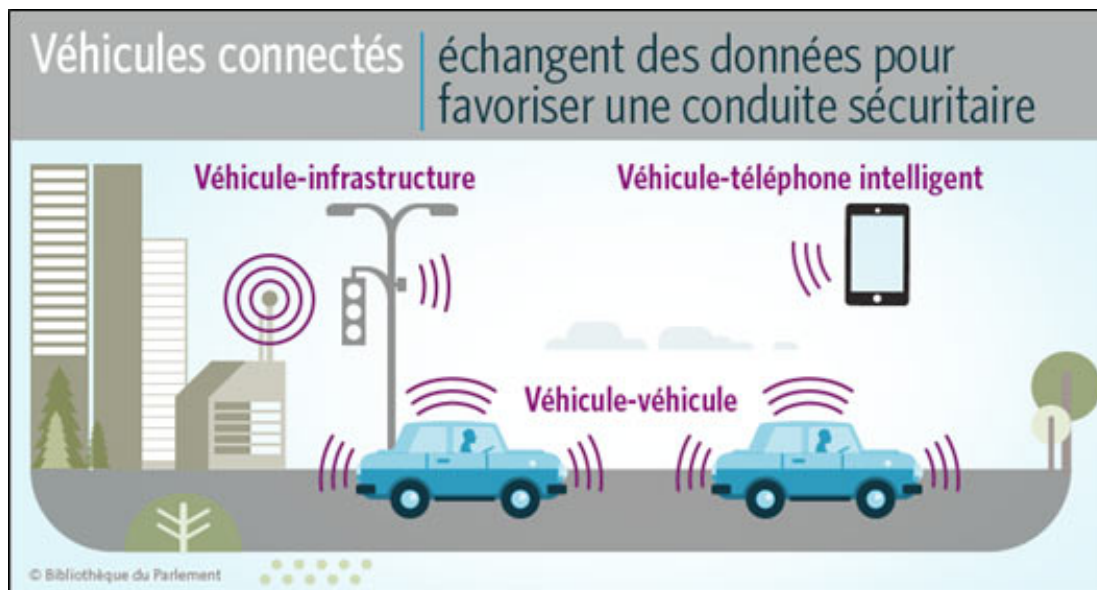 Véhicules connectés
échangent des données pour
favoriser une conduite sécuritaire
Véhicule-infrastructure
Véhicule-téléphone intelligent
Véhicule-véhicule
© Bibliothèque du Parlement